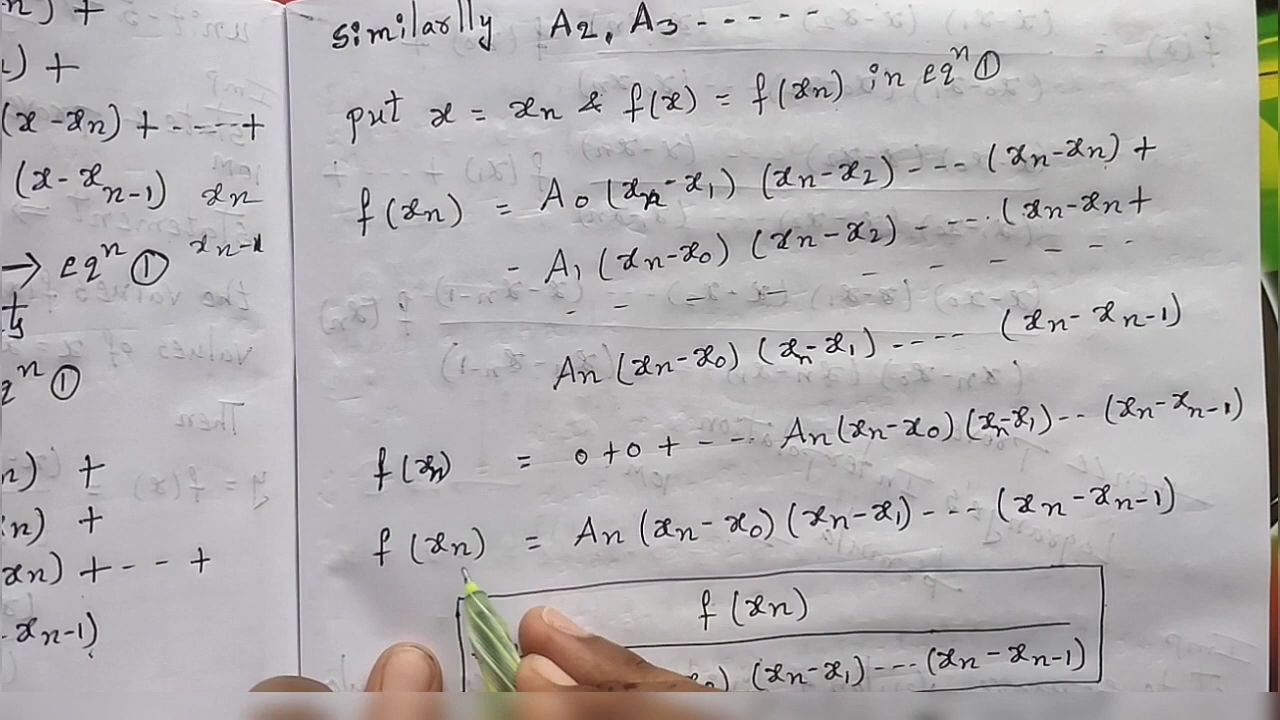 n) +
) +
(x - xn) + ---- +
(x - xn-1) xn
xn-x
→ eqⁿ ①
ts
qⁿ ①
n) +
n) +
xn) + - - +
xn-1)
similarlly A2, A3 ------
put x = xn & f(x) = f(xn) in eqⁿ ①
f(xn) = A0 (xn - x1) (xn - x2) ---- (xn - xn) +
- A1 (xn - x0) (xn - x2) ----- (xn - xn +
- - - - - - - - -
An (xn - x0) (xn - x1) ---- (xn - xn-1)
f(xn) = 0 + 0 + ---- An (xn - x0) (xn - x1) -- (xn - xn-1)
f(xn) = An (xn - x0) (xn - x1) ---- (xn - xn-1)
f(xn)
) (xn - x1) ---- (xn - xn-1)